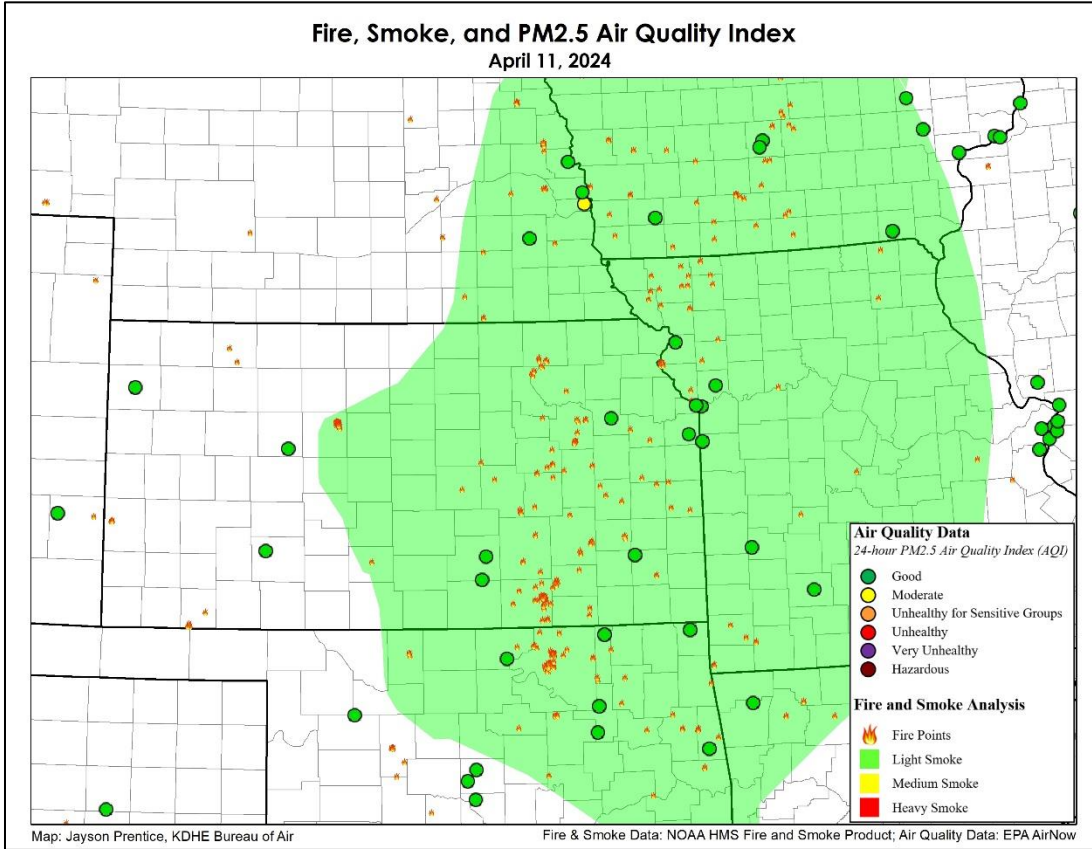 Fire, Smoke, and PM2.5 Air Quality Index
April 11, 2024
Air Quality Data
24-hour PM2.5 Air Quality Index (AQI)
Good
Moderate
Unhealthy for Sensitive Groups
Unhealthy
Very Unhealthy
Hazardous
Fire and Smoke Analysis
Fire Points
Light Smoke
Medium Smoke
Heavy Smoke
Map: Jayson Prentice, KDHE Bureau of Air
Fire & Smoke Data: NOAA HMS Fire and Smoke Product; Air Quality Data: EPA AirNow